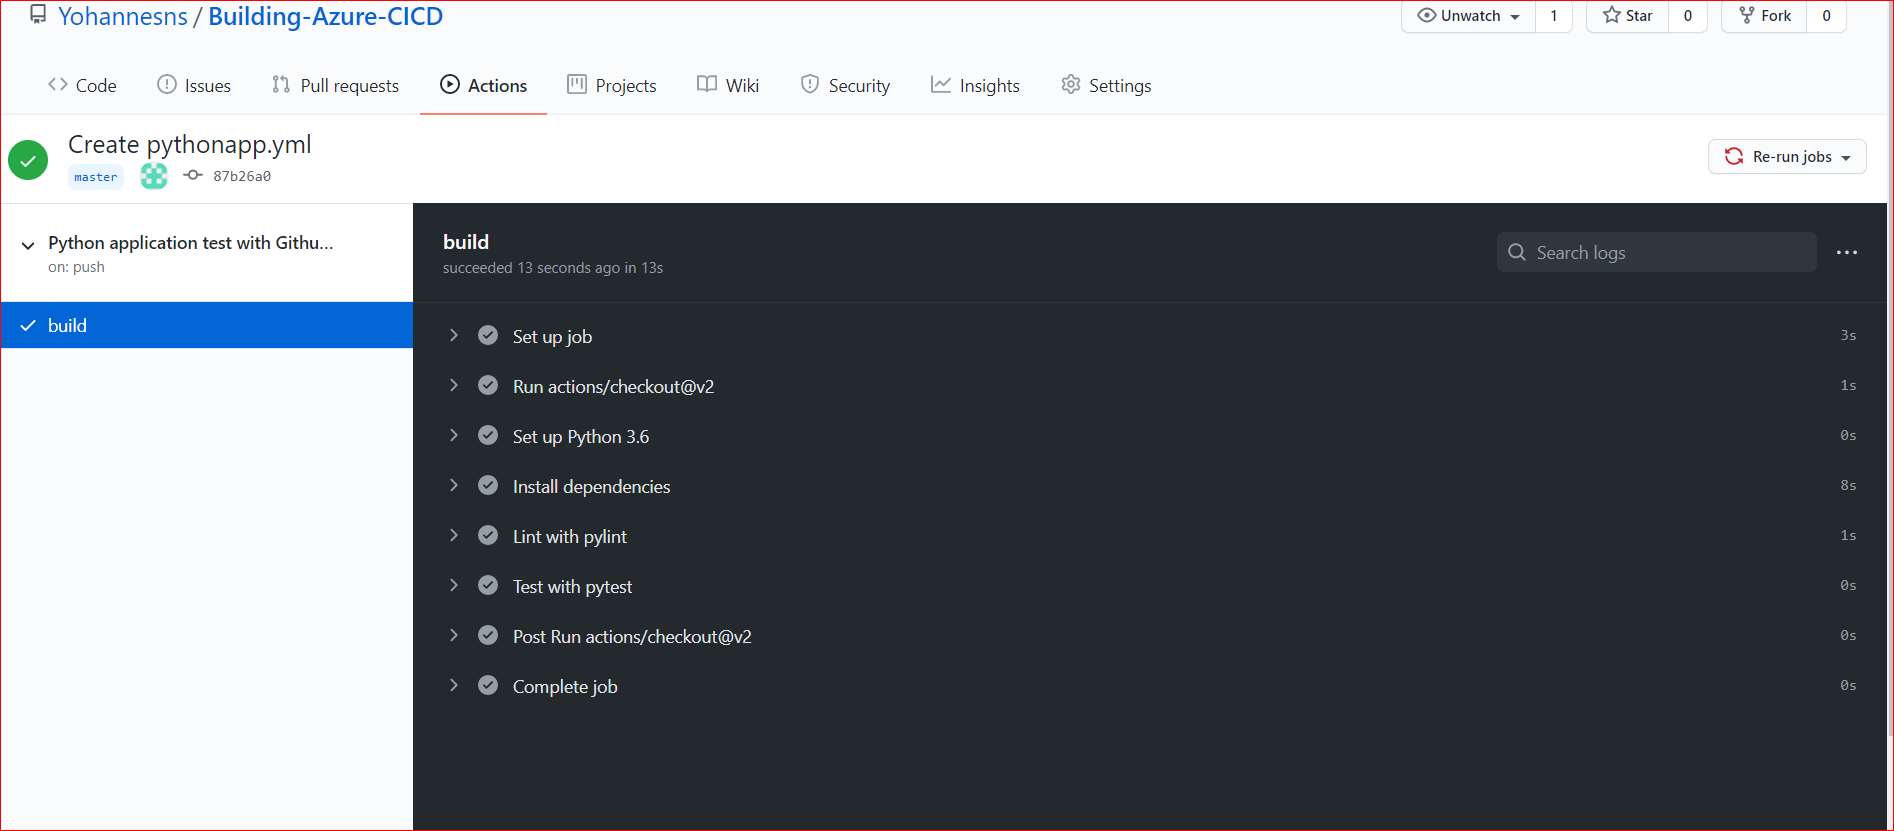 Yohannesns / Building-Azure-CICD
Unwatch 1 Star 0 Fork 0
Code Issues Pull requests Actions Projects Wiki Security Insights Settings
Create pythonapp.yml
master 87b26a0
Re-run jobs
Python application test with Githu...
on: push
build
build
succeeded 13 seconds ago in 13s
Search logs
Set up job 3s
Run actions/checkout@v2 1s
Set up Python 3.6 0s
Install dependencies 8s
Lint with pylint 1s
Test with pytest 0s
Post Run actions/checkout@v2 0s
Complete job 0s